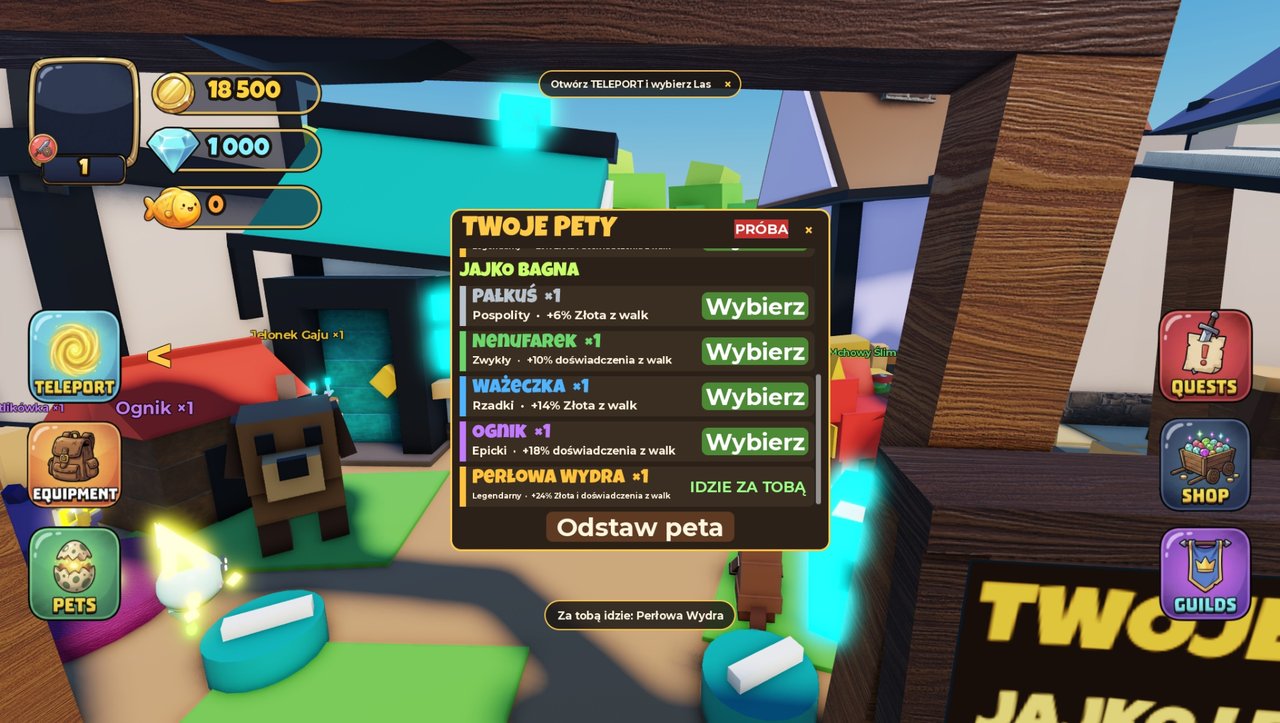 18 500
1 000
0
1
Otwórz TELEPORT i wybierz Las ×
TWOJE PETY
PRÓBA ×
JAJKO BAGNA
PAŁKUŚ ×1
Pospolity · +6% Złota z walk
Wybierz
NENUFAREK ×1
Zwykły · +10% doświadczenia z walk
Wybierz
WAŻECZKA ×1
Rzadki · +14% Złota z walk
Wybierz
OGNIK ×1
Epicki · +18% doświadczenia z walk
Wybierz
PERŁOWA WYDRA ×1
Legendarny · +24% Złota i doświadczenia z walk
IDZIE ZA TOBĄ
Odstaw peta
Za tobą idzie: Perłowa Wydra
Jelonek Gaju ×1
Ognik ×1
Mchowy Ślim
TELEPORT
<
EQUIPMENT
PETS
QUESTS
SHOP
GUILDS